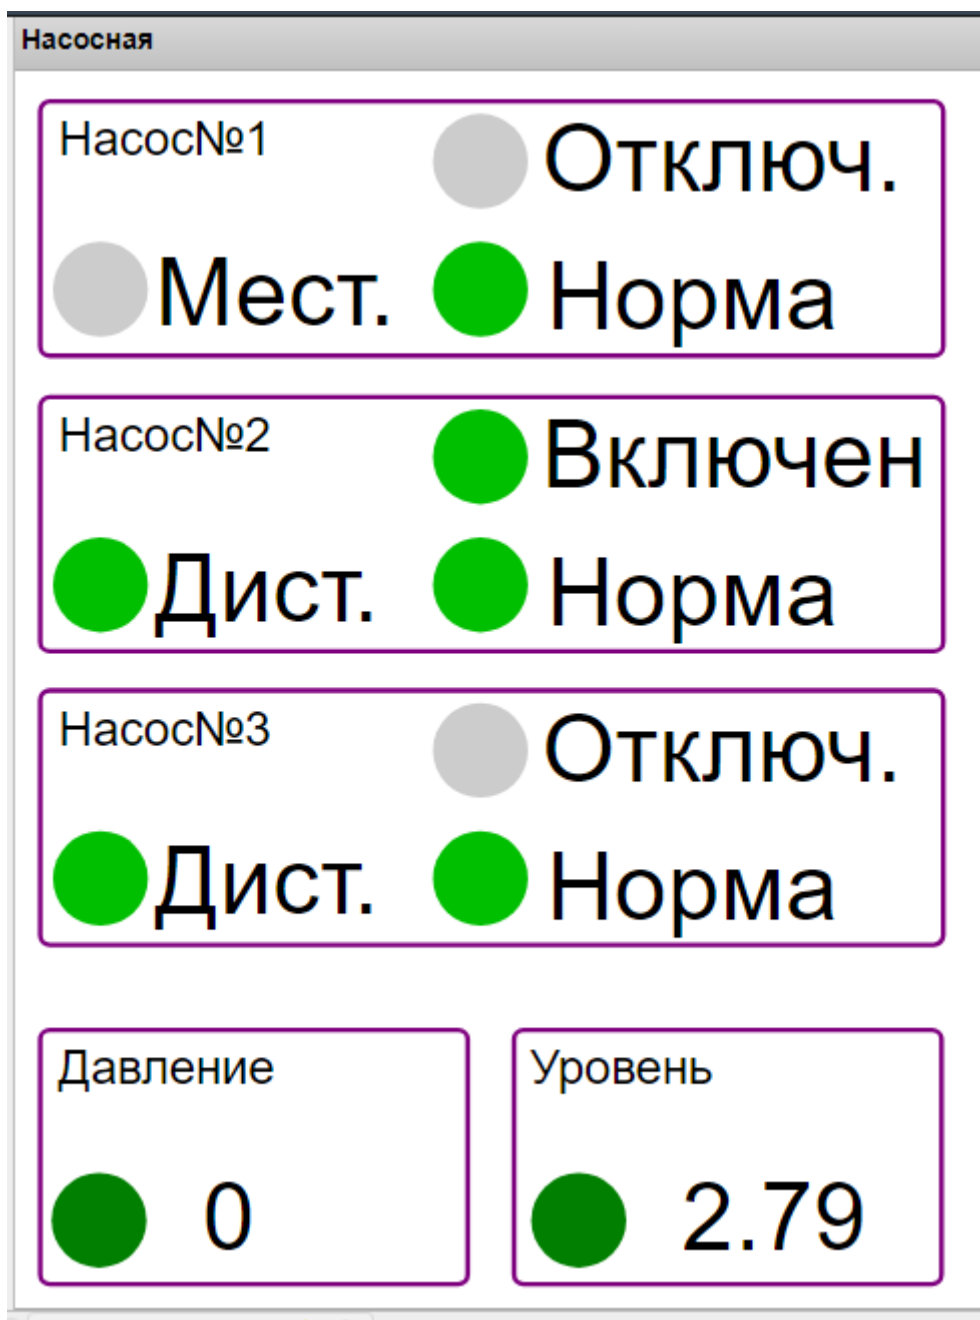 Насосная
Насос№1
Отключ.
Мест.
Норма
Насос№2
Включен
Дист.
Норма
Насос№3
Отключ.
Дист.
Норма
Давление
0
Уровень
2.79